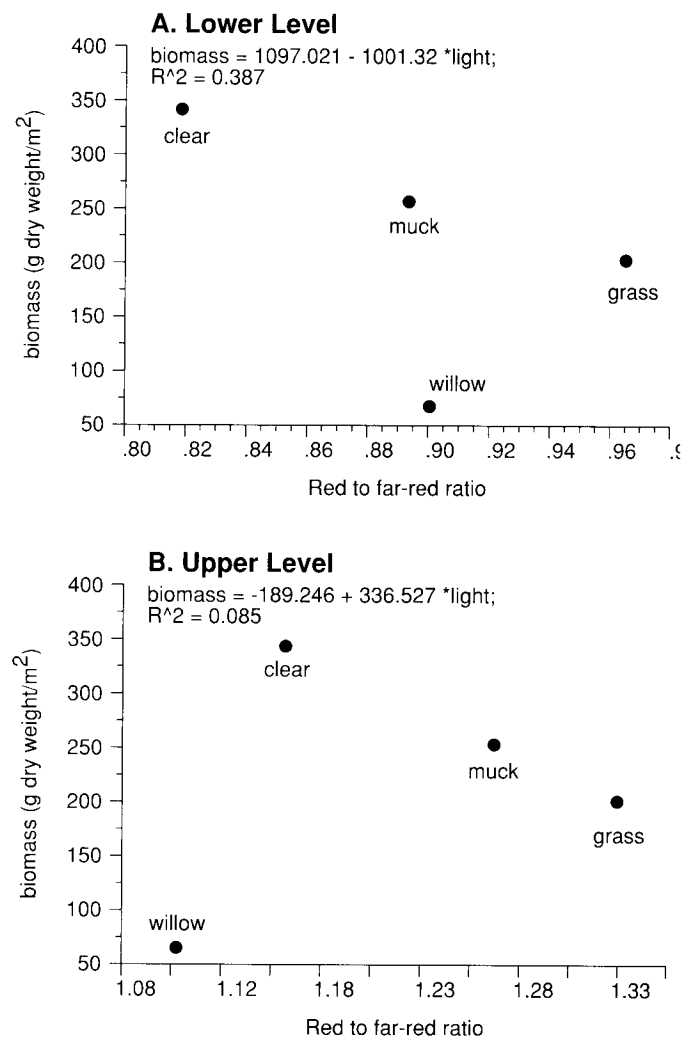 A. Lower Level
biomass = 1097.021 - 1001.32 *light;
R^2 = 0.387
400
350
300
250
200
150
100
50
biomass (g dry weight/m2)
clear
muck
grass
willow
.80 .82 .84 .86 .88 .90 .92 .94 .96 .9
Red to far-red ratio
B. Upper Level
biomass = -189.246 + 336.527 *light;
R^2 = 0.085
400
350
300
250
200
150
100
50
biomass (g dry weight/m2)
clear
muck
grass
willow
1.08 1.12 1.18 1.23 1.28 1.33
Red to far-red ratio